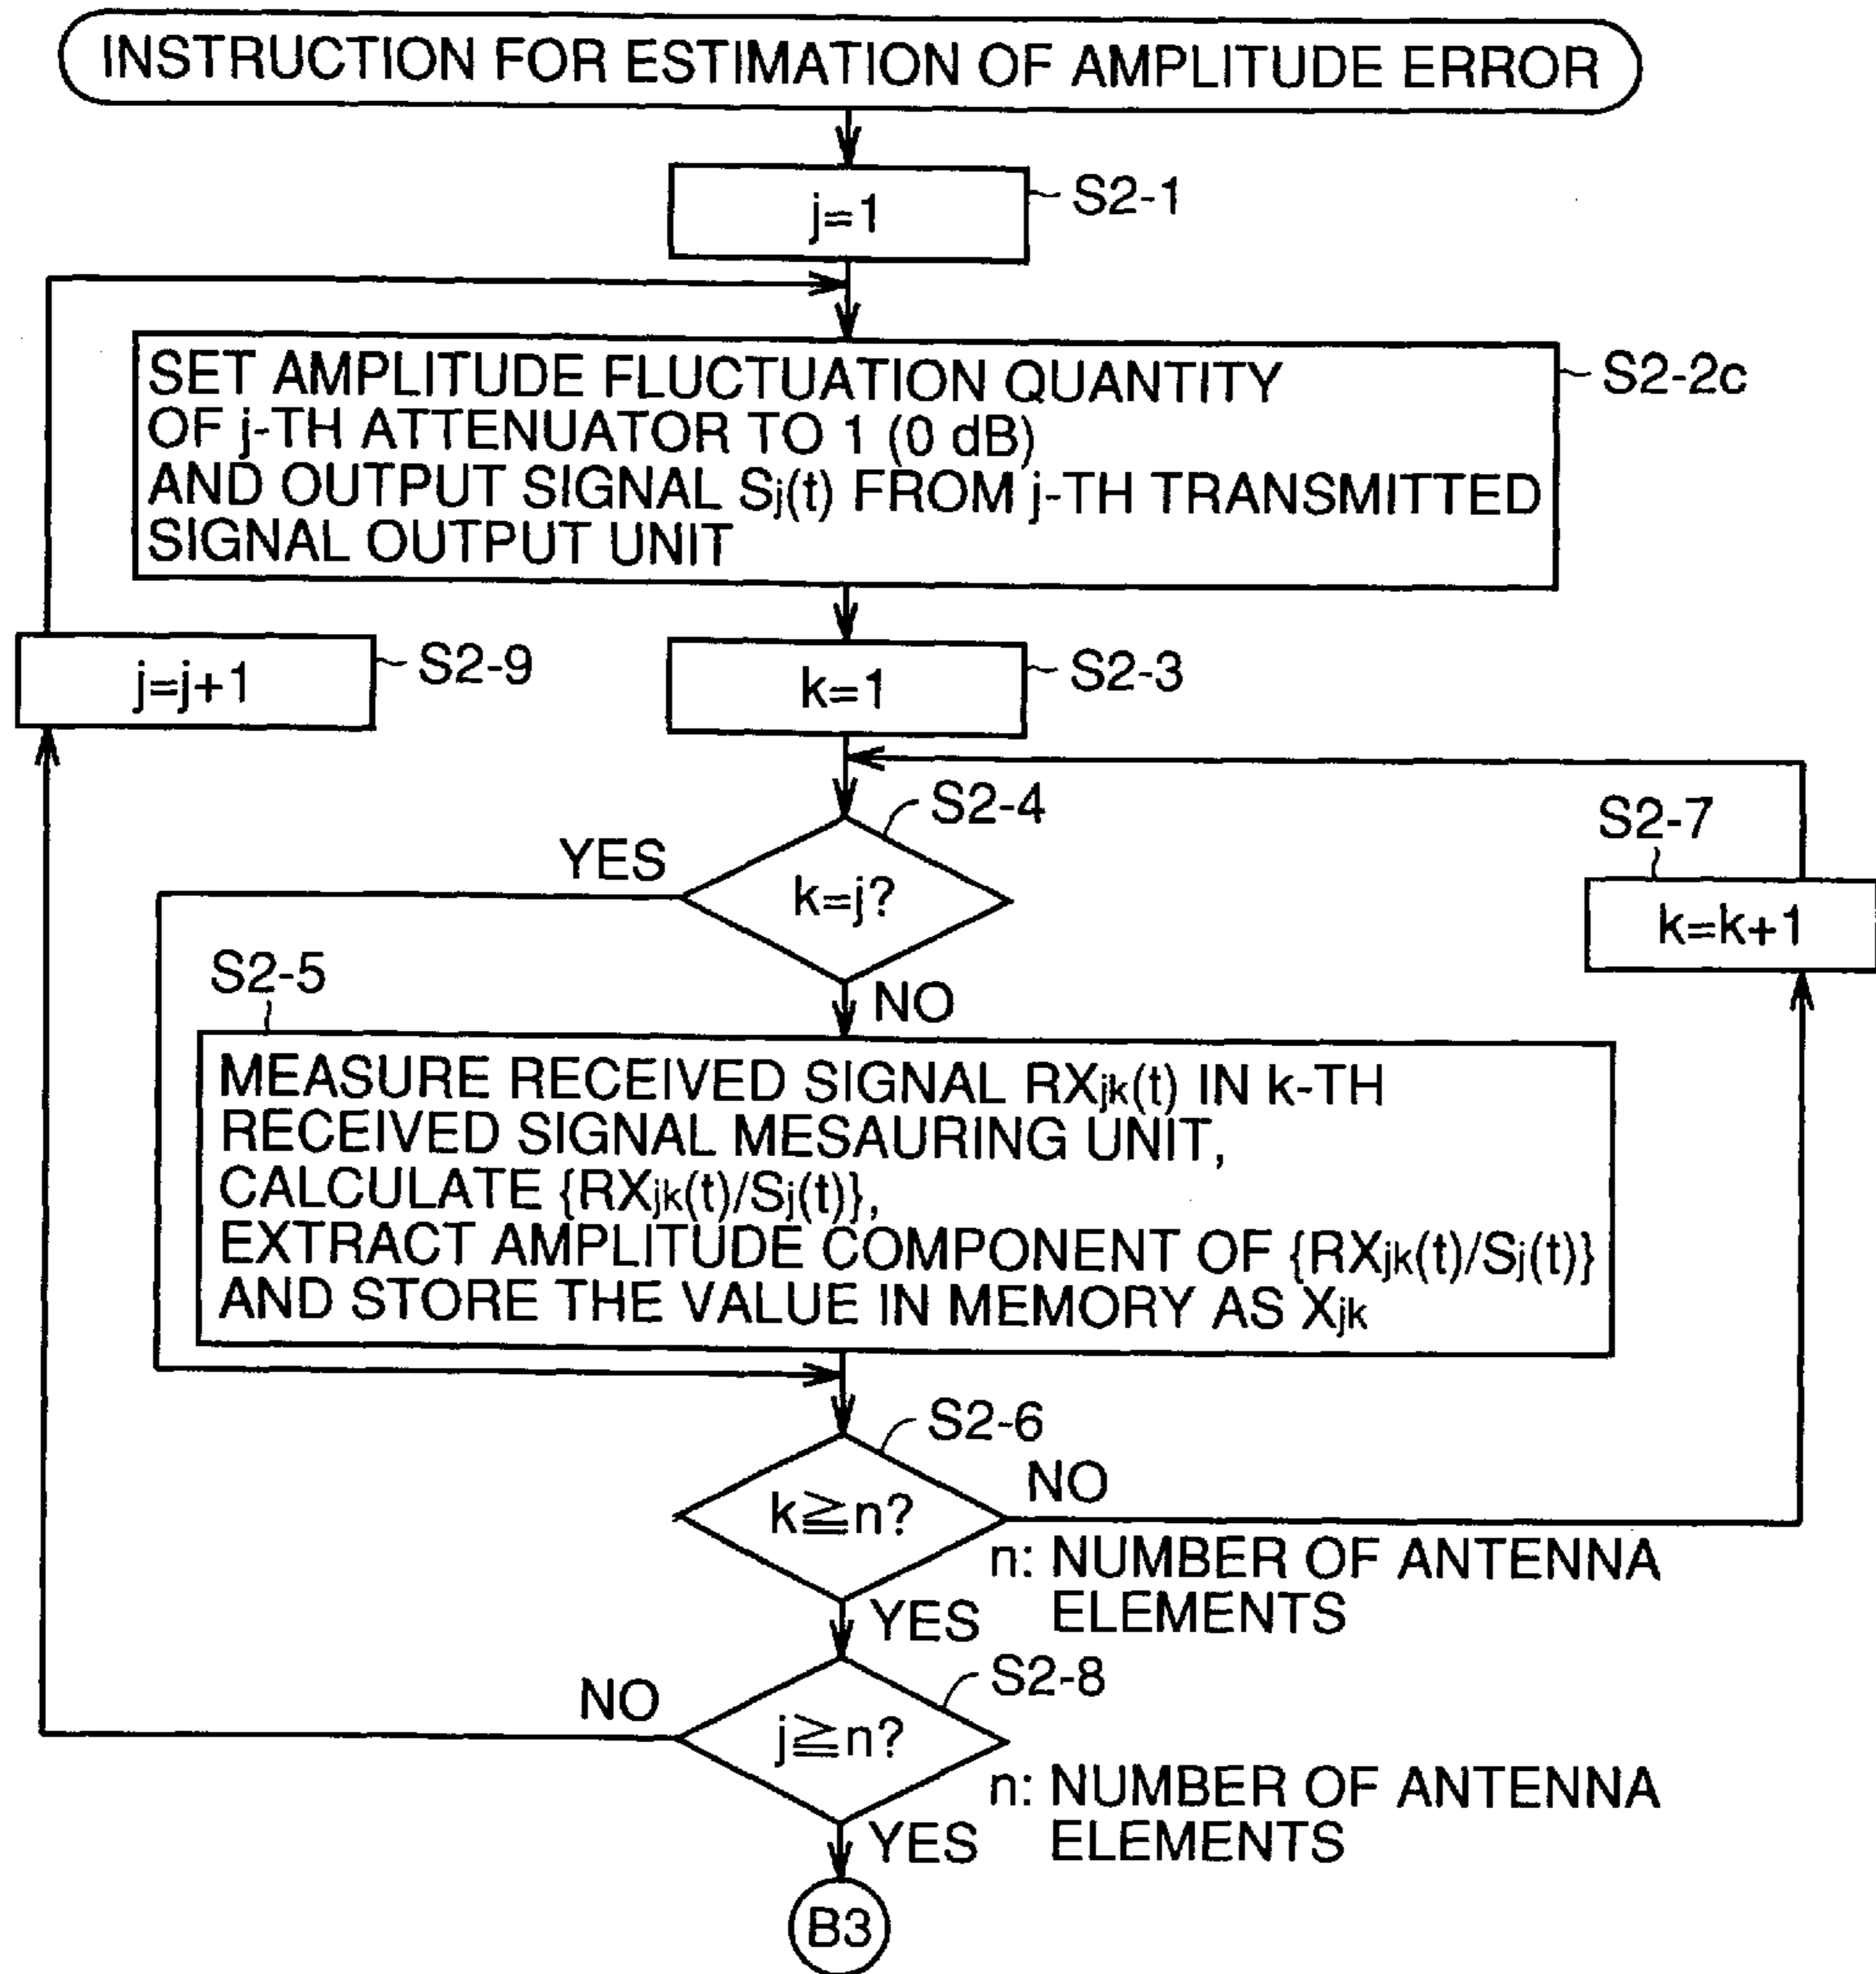 INSTRUCTION FOR ESTIMATION OF AMPLITUDE ERROR
j=1
S2-1
SET AMPLITUDE FLUCTUATION QUANTITY
OF j-TH ATTENUATOR TO 1 (0 dB)
AND OUTPUT SIGNAL Sj(t) FROM j-TH TRANSMITTED
SIGNAL OUTPUT UNIT
S2-2c
j=j+1
S2-9
k=1
S2-3
S2-4
YES
k=j?
NO
S2-7
k=k+1
S2-5
MEASURE RECEIVED SIGNAL RXjk(t) IN k-TH
RECEIVED SIGNAL MESAURING UNIT,
CALCULATE {RXjk(t)/Sj(t)},
EXTRACT AMPLITUDE COMPONENT OF {RXjk(t)/Sj(t)}
AND STORE THE VALUE IN MEMORY AS Xjk
S2-6
k≧n?
NO
n: NUMBER OF ANTENNA
ELEMENTS
YES
S2-8
NO
j≧n?
n: NUMBER OF ANTENNA
ELEMENTS
YES
B3